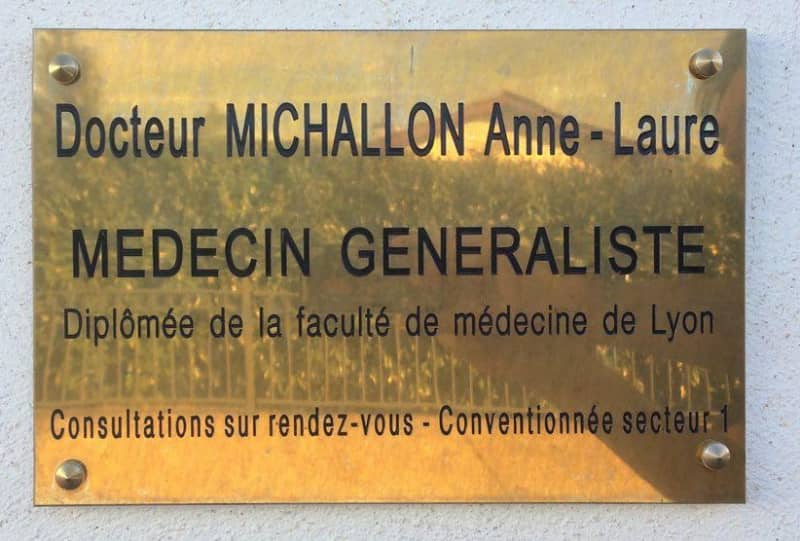 Docteur MICHALLON Anne-Laure
MEDECIN GENERALISTE
Diplômée de la faculté de médecine de Lyon
Consultations sur rendez-vous - Conventionnée secteur 1